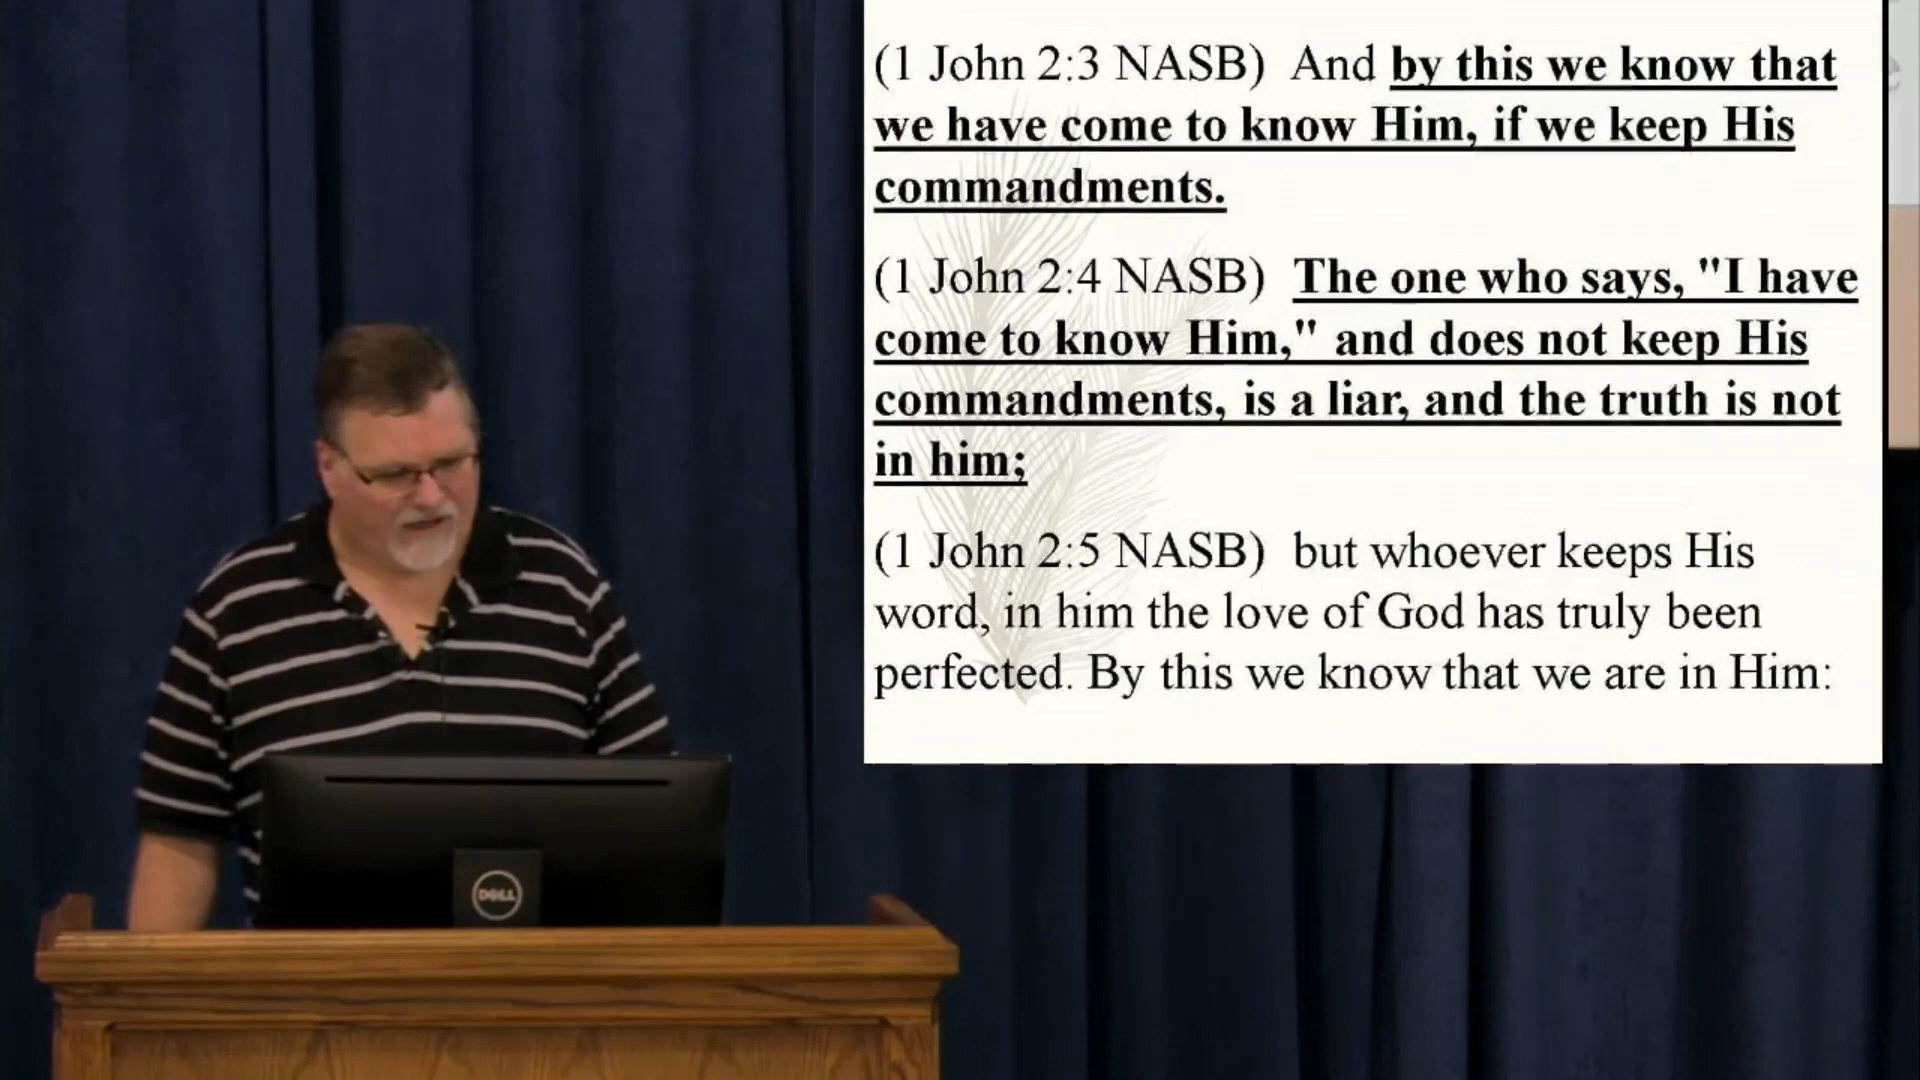 (1 John 2:3 NASB) And by this we know that
we have come to know Him, if we keep His
commandments.
(1 John 2:4 NASB) The one who says, "I have
come to know Him," and does not keep His
commandments, is a liar, and the truth is not
in him;
(1 John 2:5 NASB) but whoever keeps His
word, in him the love of God has truly been
perfected. By this we know that we are in Him:
DELL